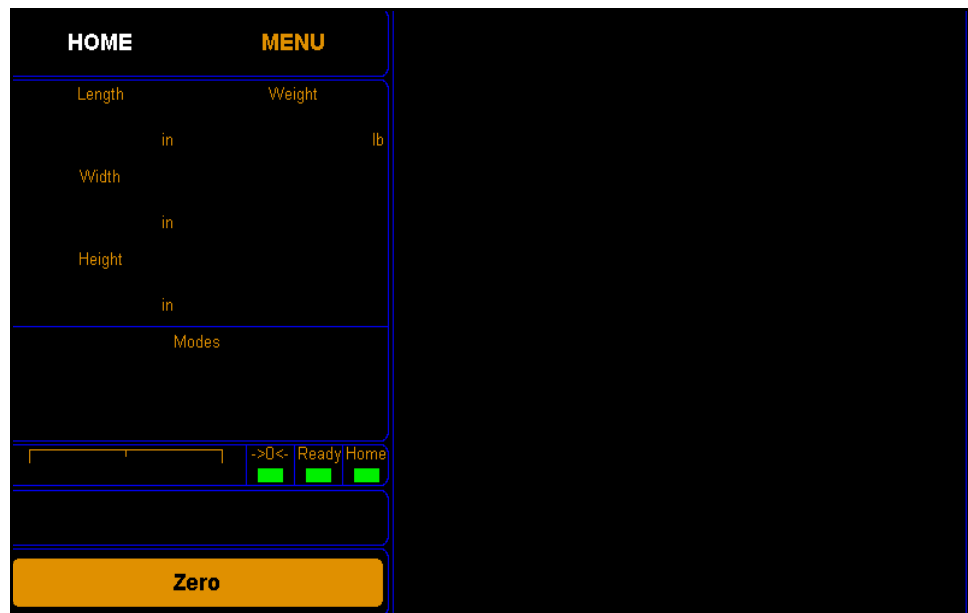 HOME MENU
Length Weight
in lb
Width
in
Height
in
Modes
->0<- Ready Home
Zero